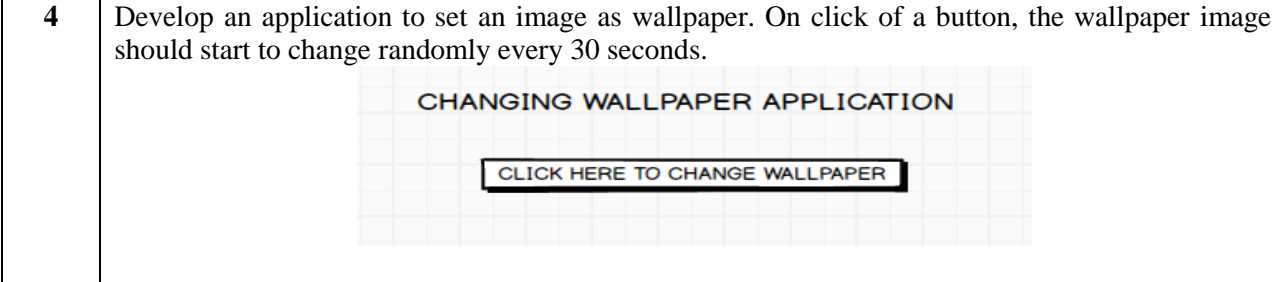 4 Develop an application to set an image as wallpaper. On click of a button, the wallpaper image
should start to change randomly every 30 seconds.
CHANGING WALLPAPER APPLICATION
CLICK HERE TO CHANGE WALLPAPER